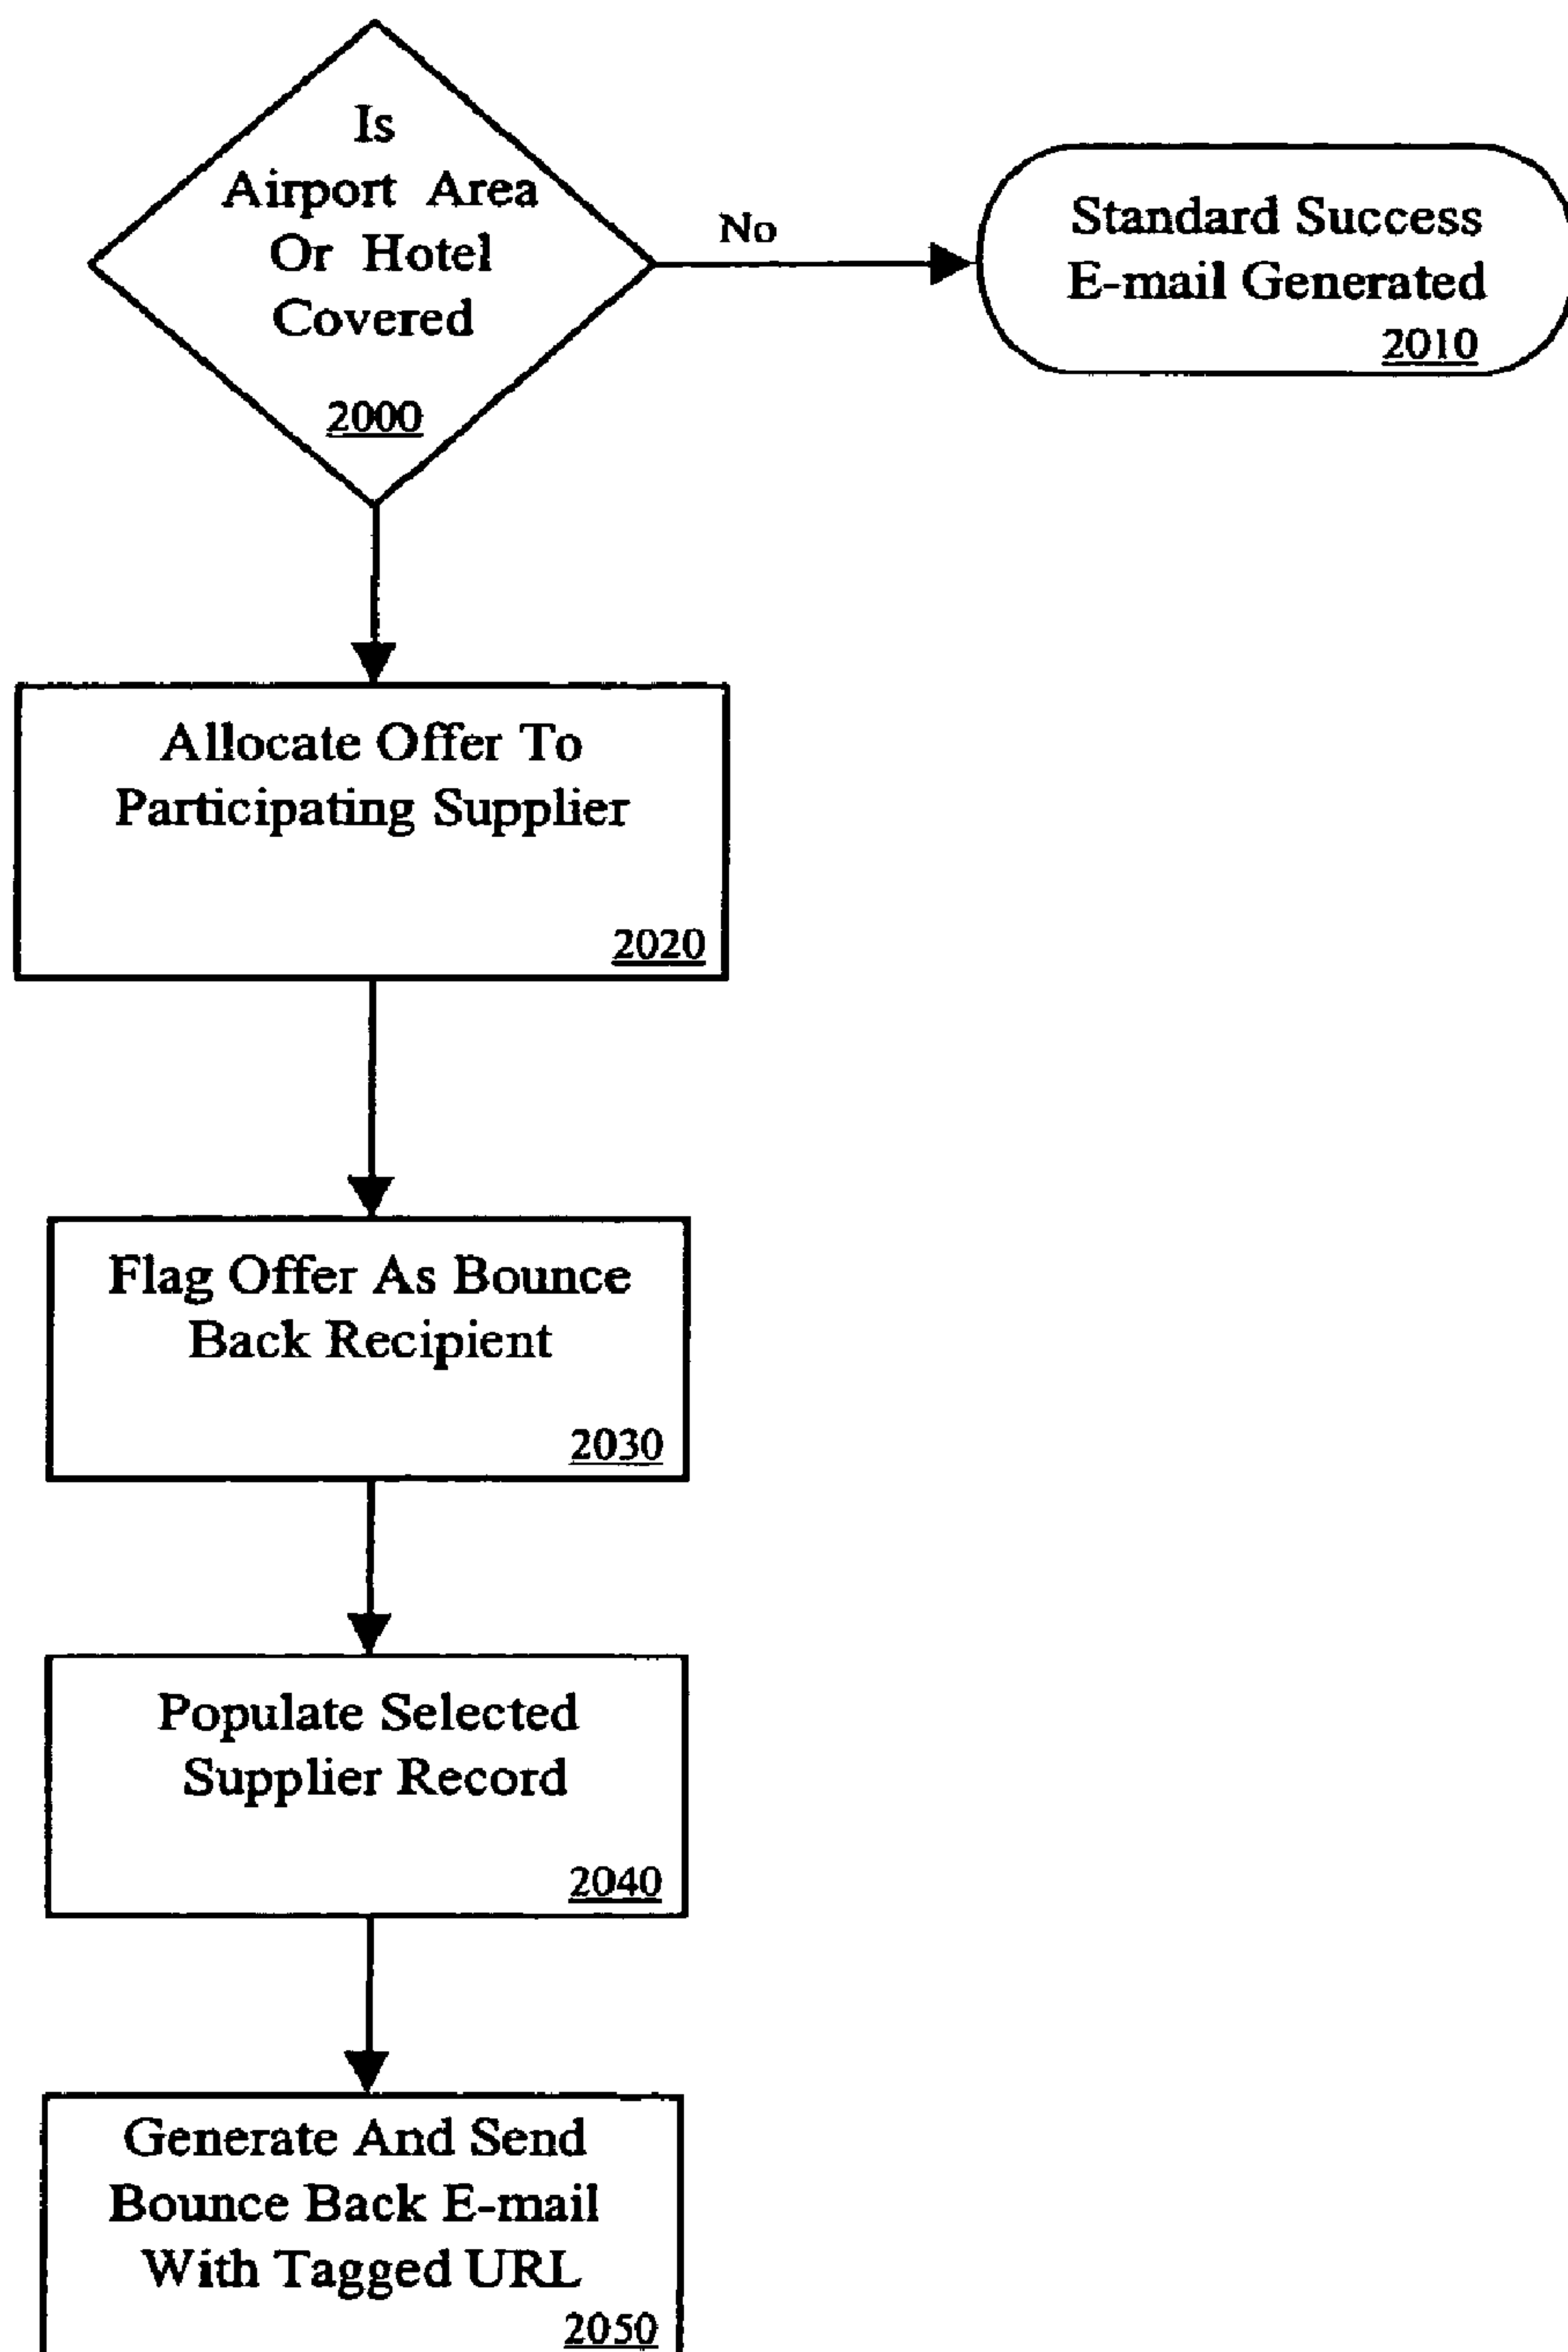 Is
Airport Area
Or Hotel
Covered
2000
No
Standard Success
E-mail Generated
2010
Allocate Offer To
Participating Supplier
2020
Flag Offer As Bounce
Back Recipient
2030
Populate Selected
Supplier Record
2040
Generate And Send
Bounce Back E-mail
With Tagged URL
2050